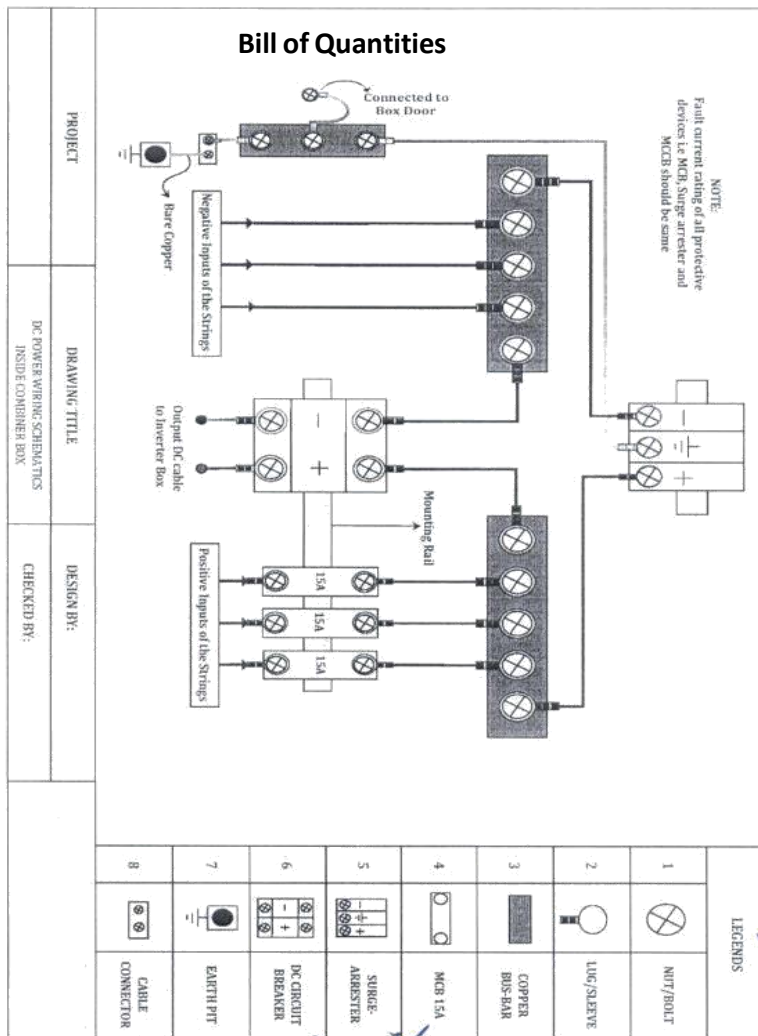 Bill of Quantities
NOTE:
Fault current rating of all protective
devices i.e MCB, Surge arrester and
MCCB should be same
Connected to
Box Door
Bare Copper
Negative Inputs of the Strings
Output DC cable
to Inverter Box
Mounting Rail
Positive Inputs of the Strings
-
+
-
+
15A
15A
15A
LEGENDS
1
NUT/BOLT
2
LUG/SLEEVE
3
COPPER
BUS-BAR
4
MCB 15A
5
- +
SURGE-
ARRESTER
6
- +
DC CIRCUIT
BREAKER
7
EARTH PIT
8
CABLE
CONNECTOR
PROJECT
DRAWING TITLE
DC POWER WIRING SCHEMATICS
INSIDE COMBINER BOX
DESIGN BY:
CHECKED BY: